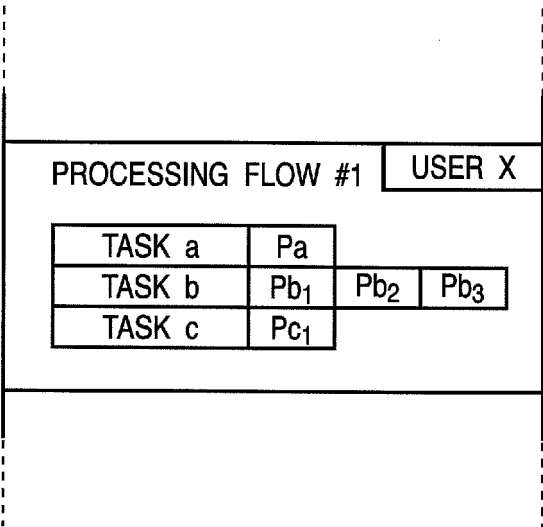 PROCESSING FLOW #1 USER X
TASK a Pa
TASK b Pb1 Pb2 Pb3
TASK c Pc1